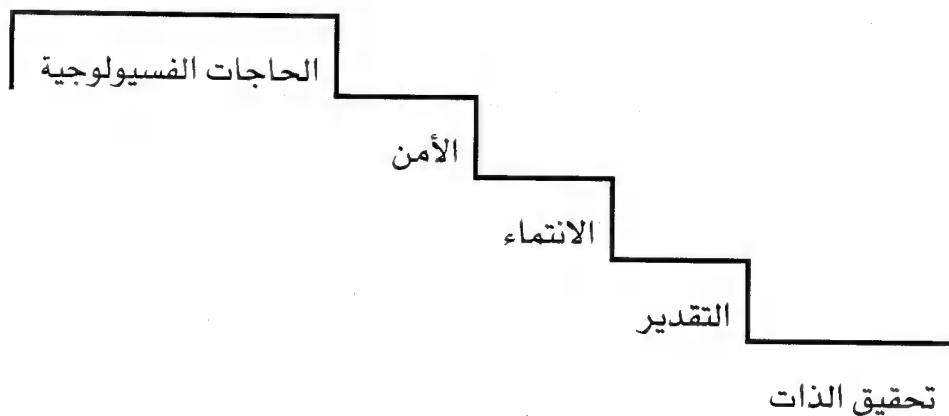 الحاجات الفسيولوجية
الأمن
الانتماء
التقدير
تحقيق الذات